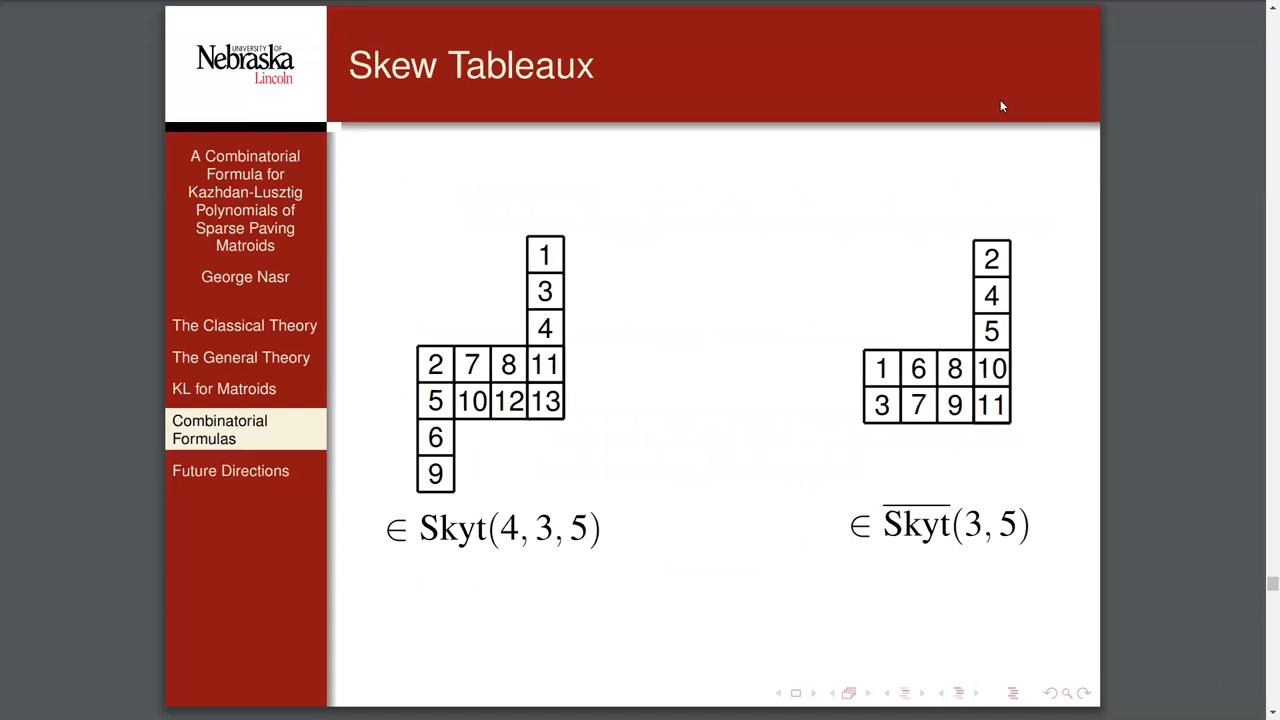 UNIVERSITY OF
Nebraska
Lincoln
Skew Tableaux
A Combinatorial
Formula for
Kazhdan-Lusztig
Polynomials of
Sparse Paving
Matroids
George Nasr
The Classical Theory
The General Theory
KL for Matroids
Combinatorial
Formulas
Future Directions
1
3
4
2 7 8 11
5 10 12 13
6
9
∈ Skyt(4, 3, 5)
2
4
5
1 6 8 10
3 7 9 11
∈ S̅k̅y̅t̅(3, 5)